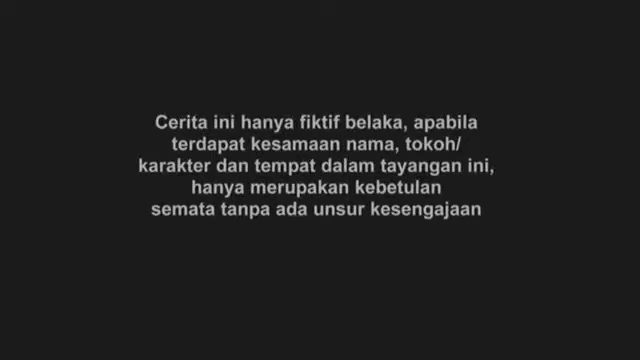 Cerita ini hanya fiktif belaka, apabila
terdapat kesamaan nama, tokoh/
karakter dan tempat dalam tayangan ini,
hanya merupakan kebetulan
semata tanpa ada unsur kesengajaan